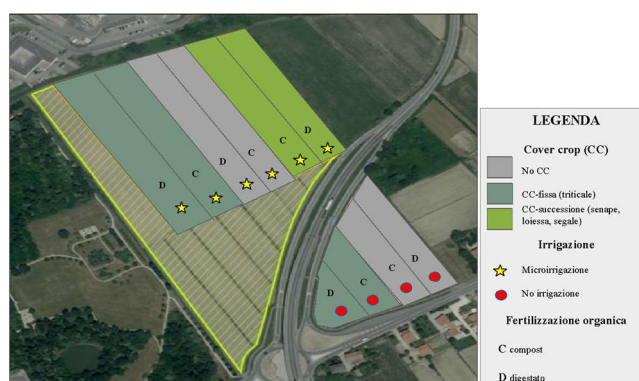 D
C
D
C
C
D
D
C
C
D
LEGENDA
Cover crop (CC)
No CC
CC-fissa (triticale)
CC-successione (senape,
loiessa, segale)
Irrigazione
Microirrigazione
No irrigazione
Fertilizzazione organica
C compost
D digestato